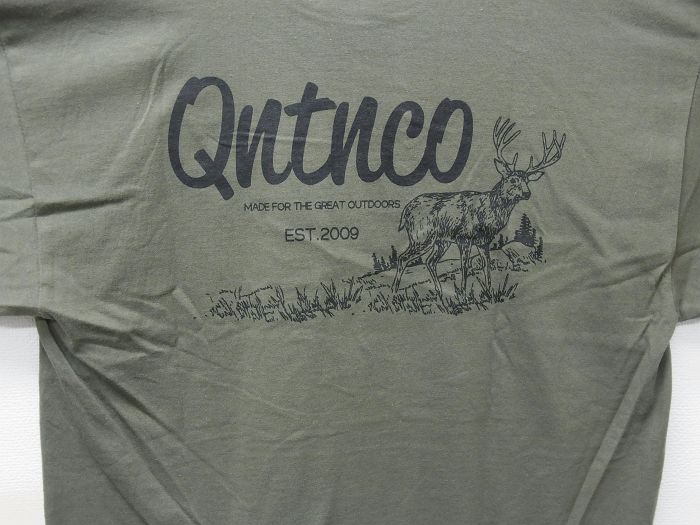 Qntnco
MADE FOR THE GREAT OUTDOORS
EST.2009